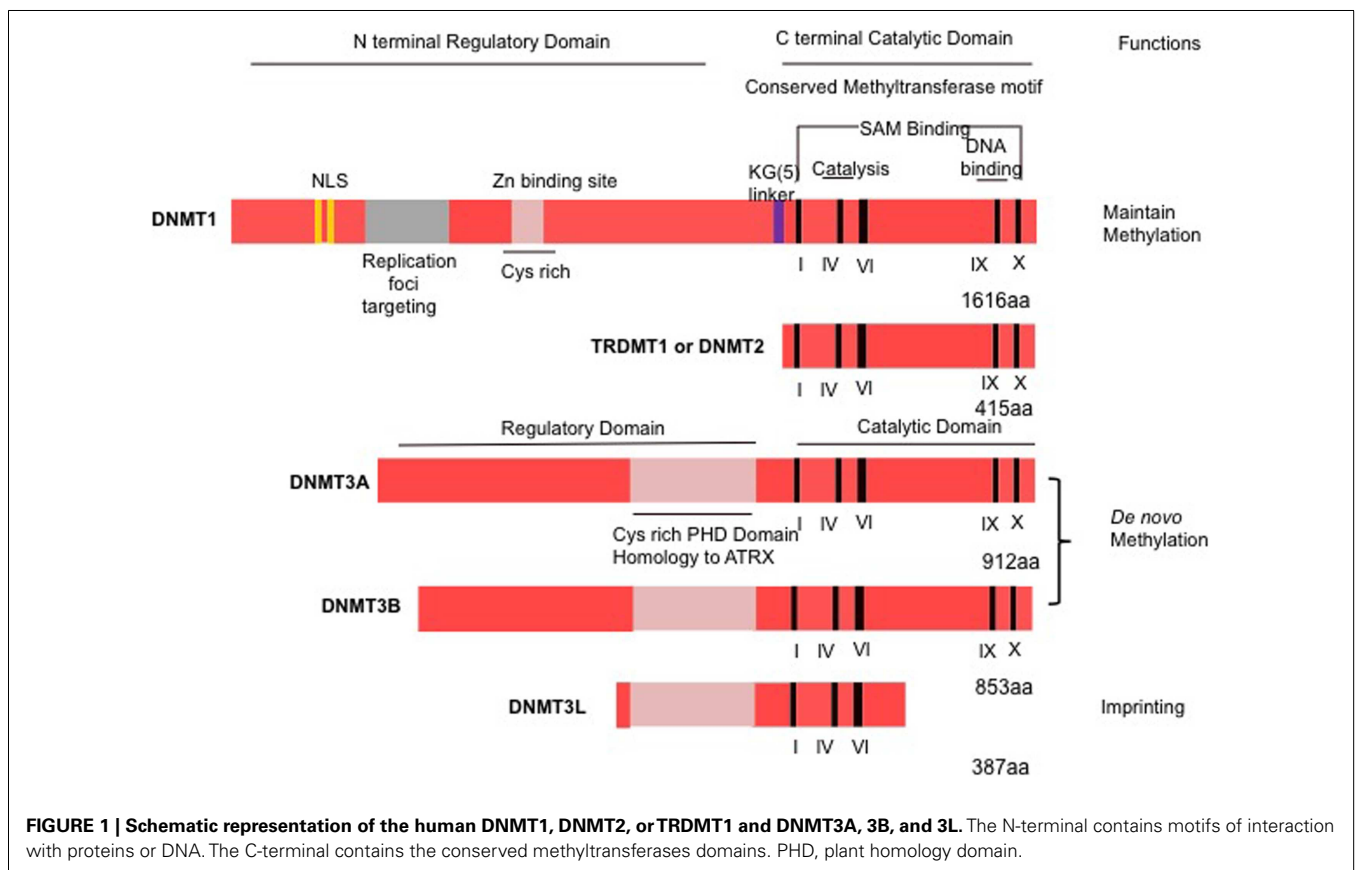 N terminal Regulatory Domain
C terminal Catalytic Domain
Functions
Conserved Methyltransferase motif
SAM Binding
DNA
binding
Catalysis
KG(5)
linker
NLS
Zn binding site
DNMT1
Maintain
Methylation
Replication
foci
targeting
Cys rich
I IV VI IX X
1616aa
TRDMT1 or DNMT2
I IV VI IX X
415aa
Regulatory Domain
Catalytic Domain
DNMT3A
Cys rich PHD Domain
Homology to ATRX
I IV VI IX X
912aa
De novo
Methylation
DNMT3B
I IV VI IX X
853aa
DNMT3L
Imprinting
I IV VI
387aa
FIGURE 1 | Schematic representation of the human DNMT1, DNMT2, or TRDMT1 and DNMT3A, 3B, and 3L. The N-terminal contains motifs of interaction
with proteins or DNA. The C-terminal contains the conserved methyltransferases domains. PHD, plant homology domain.